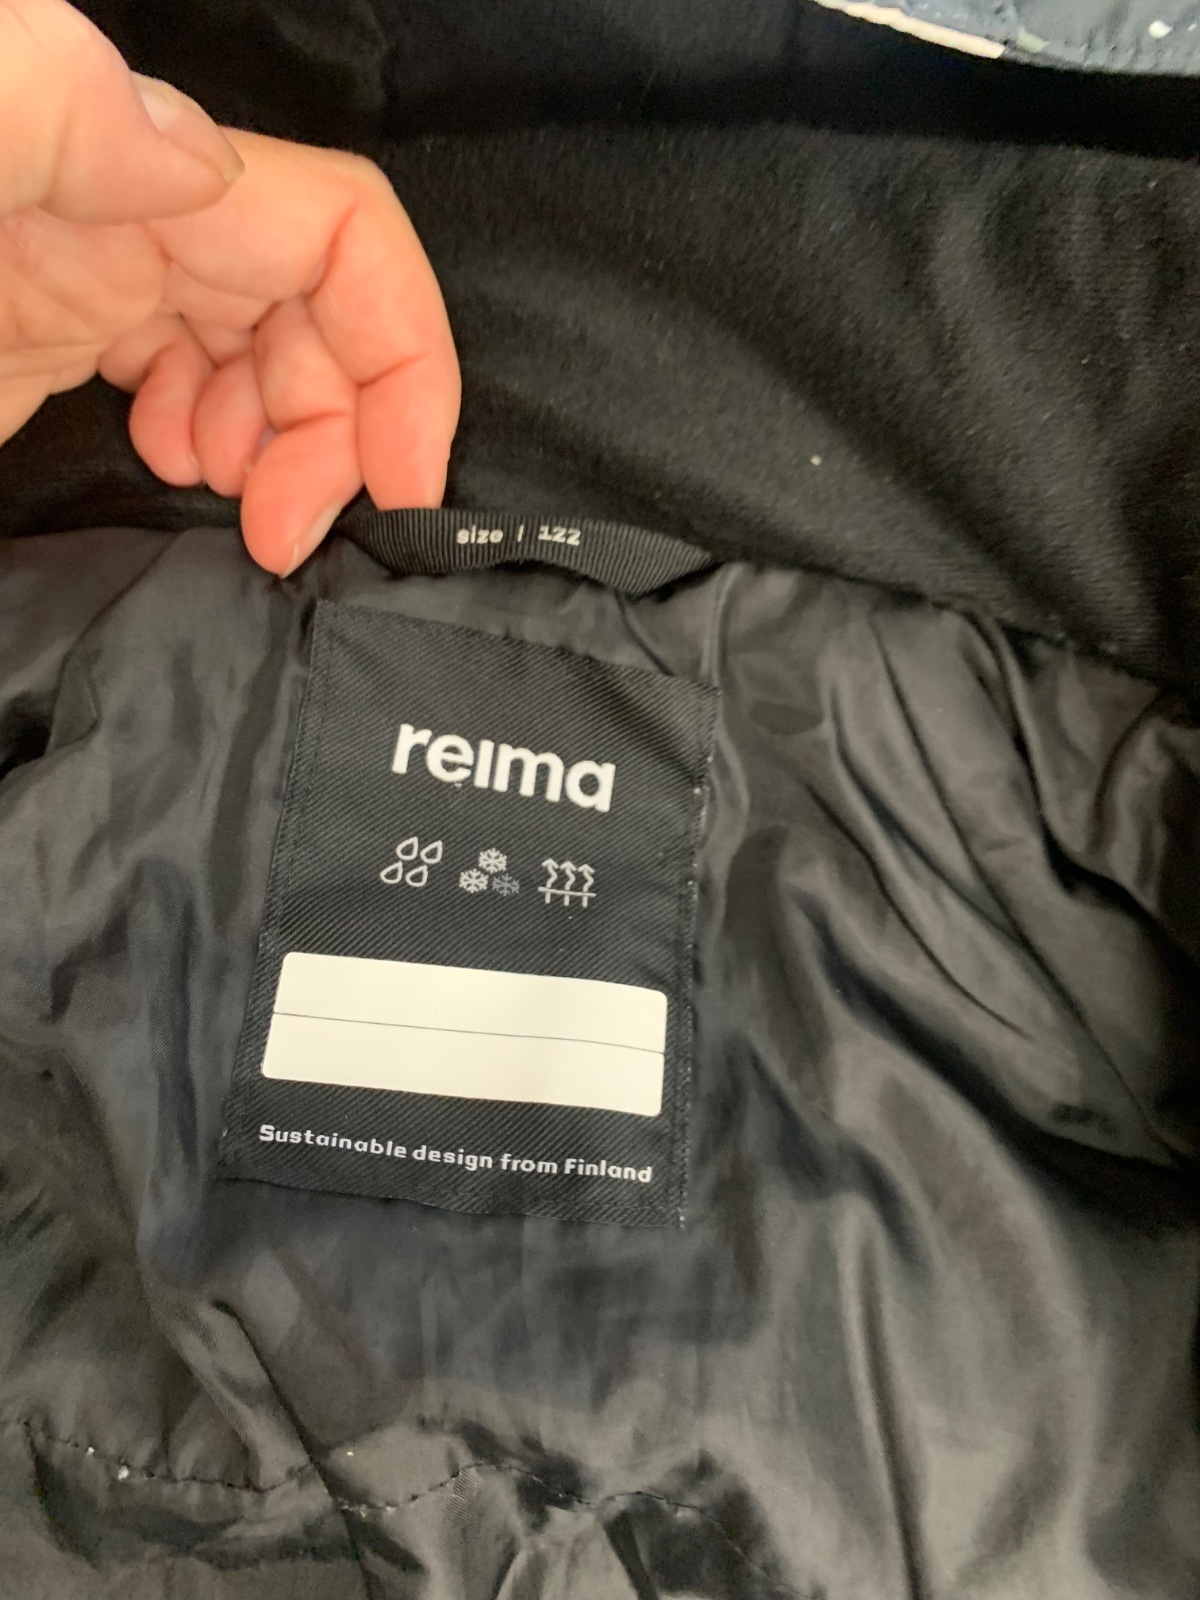 size | 122
reima
Sustainable design from Finland